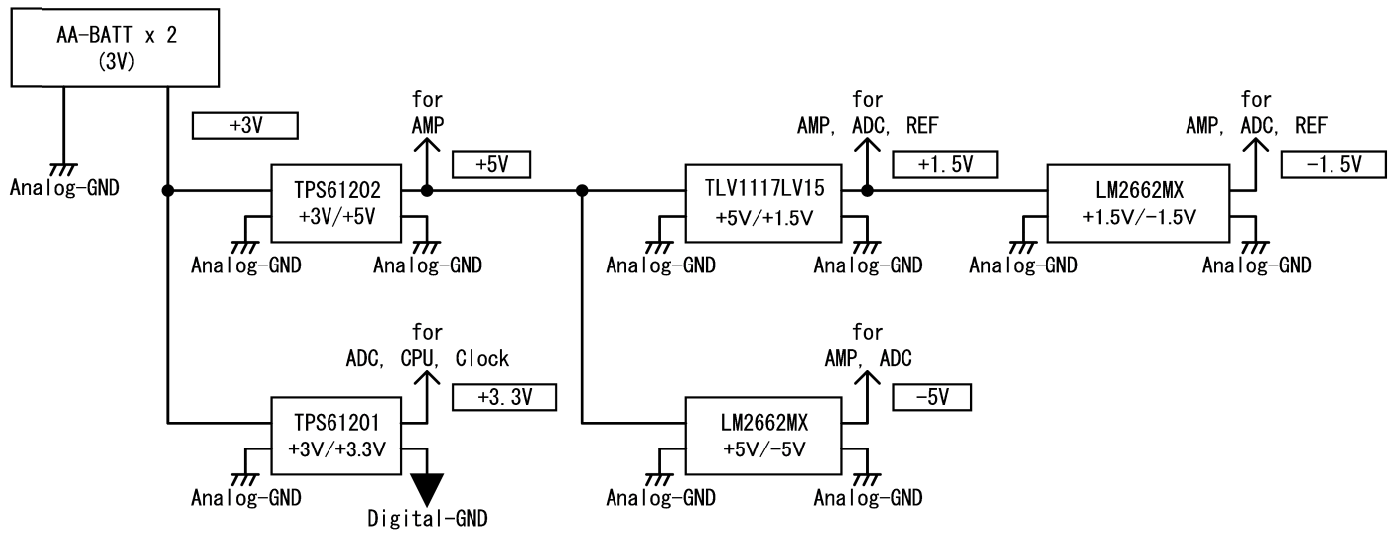 AA-BATT x 2
(3V)
+3V
Analog-GND
for
AMP
+5V
TPS61202
+3V/+5V
Analog-GND
Analog-GND
for
AMP, ADC, REF
+1.5V
TLV1117LV15
+5V/+1.5V
Analog-GND
Analog-GND
for
AMP, ADC, REF
-1.5V
LM2662MX
+1.5V/-1.5V
Analog-GND
Analog-GND
for
ADC, CPU, Clock
+3.3V
TPS61201
+3V/+3.3V
Analog-GND
Digital-GND
for
AMP, ADC
-5V
LM2662MX
+5V/-5V
Analog-GND
Analog-GND